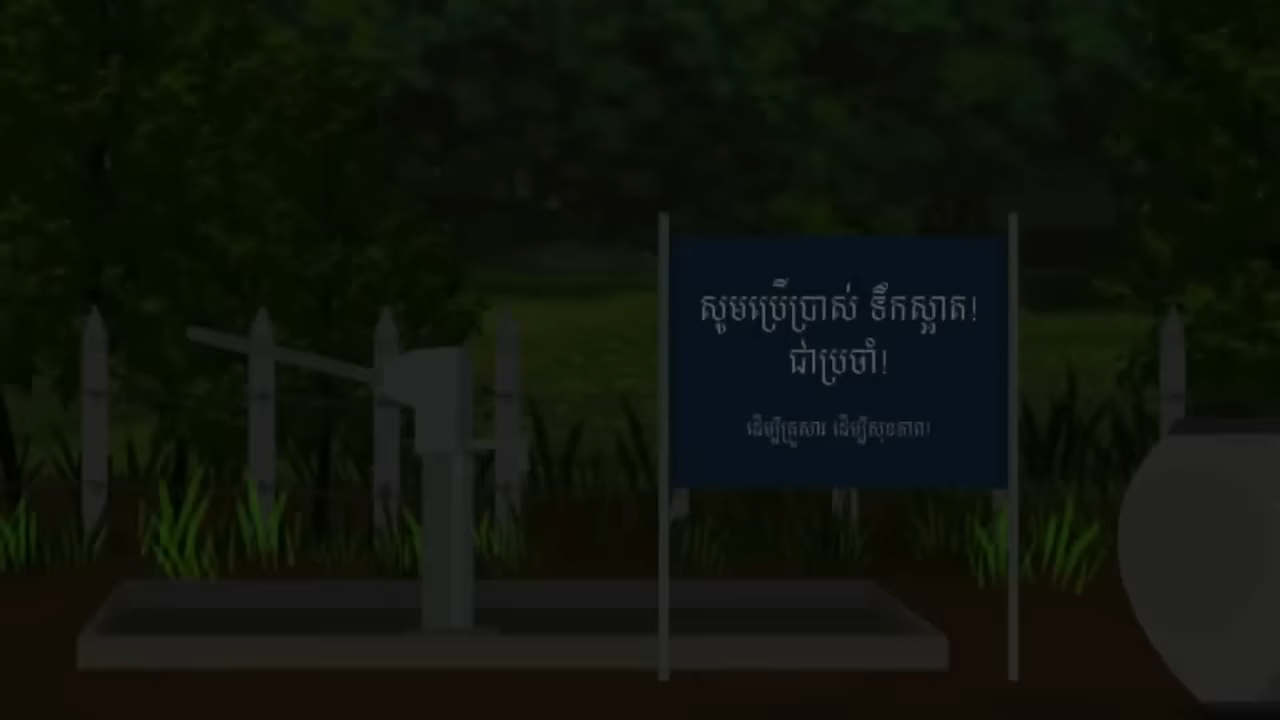 សូមប្រើប្រាស់ ទឹកស្អាត!
ជាប្រចាំ!
ដើម្បីគ្រួសារ ដើម្បីសុខភាព!